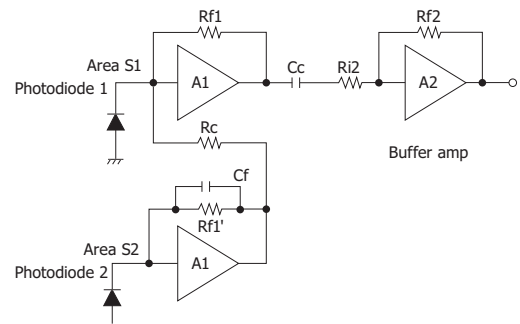 Rf1
Rf2
Area S1
Cc
Ri2
Photodiode 1
A1
A2
Rc
Buffer amp
Cf
Rf1'
Area S2
A1
Photodiode 2